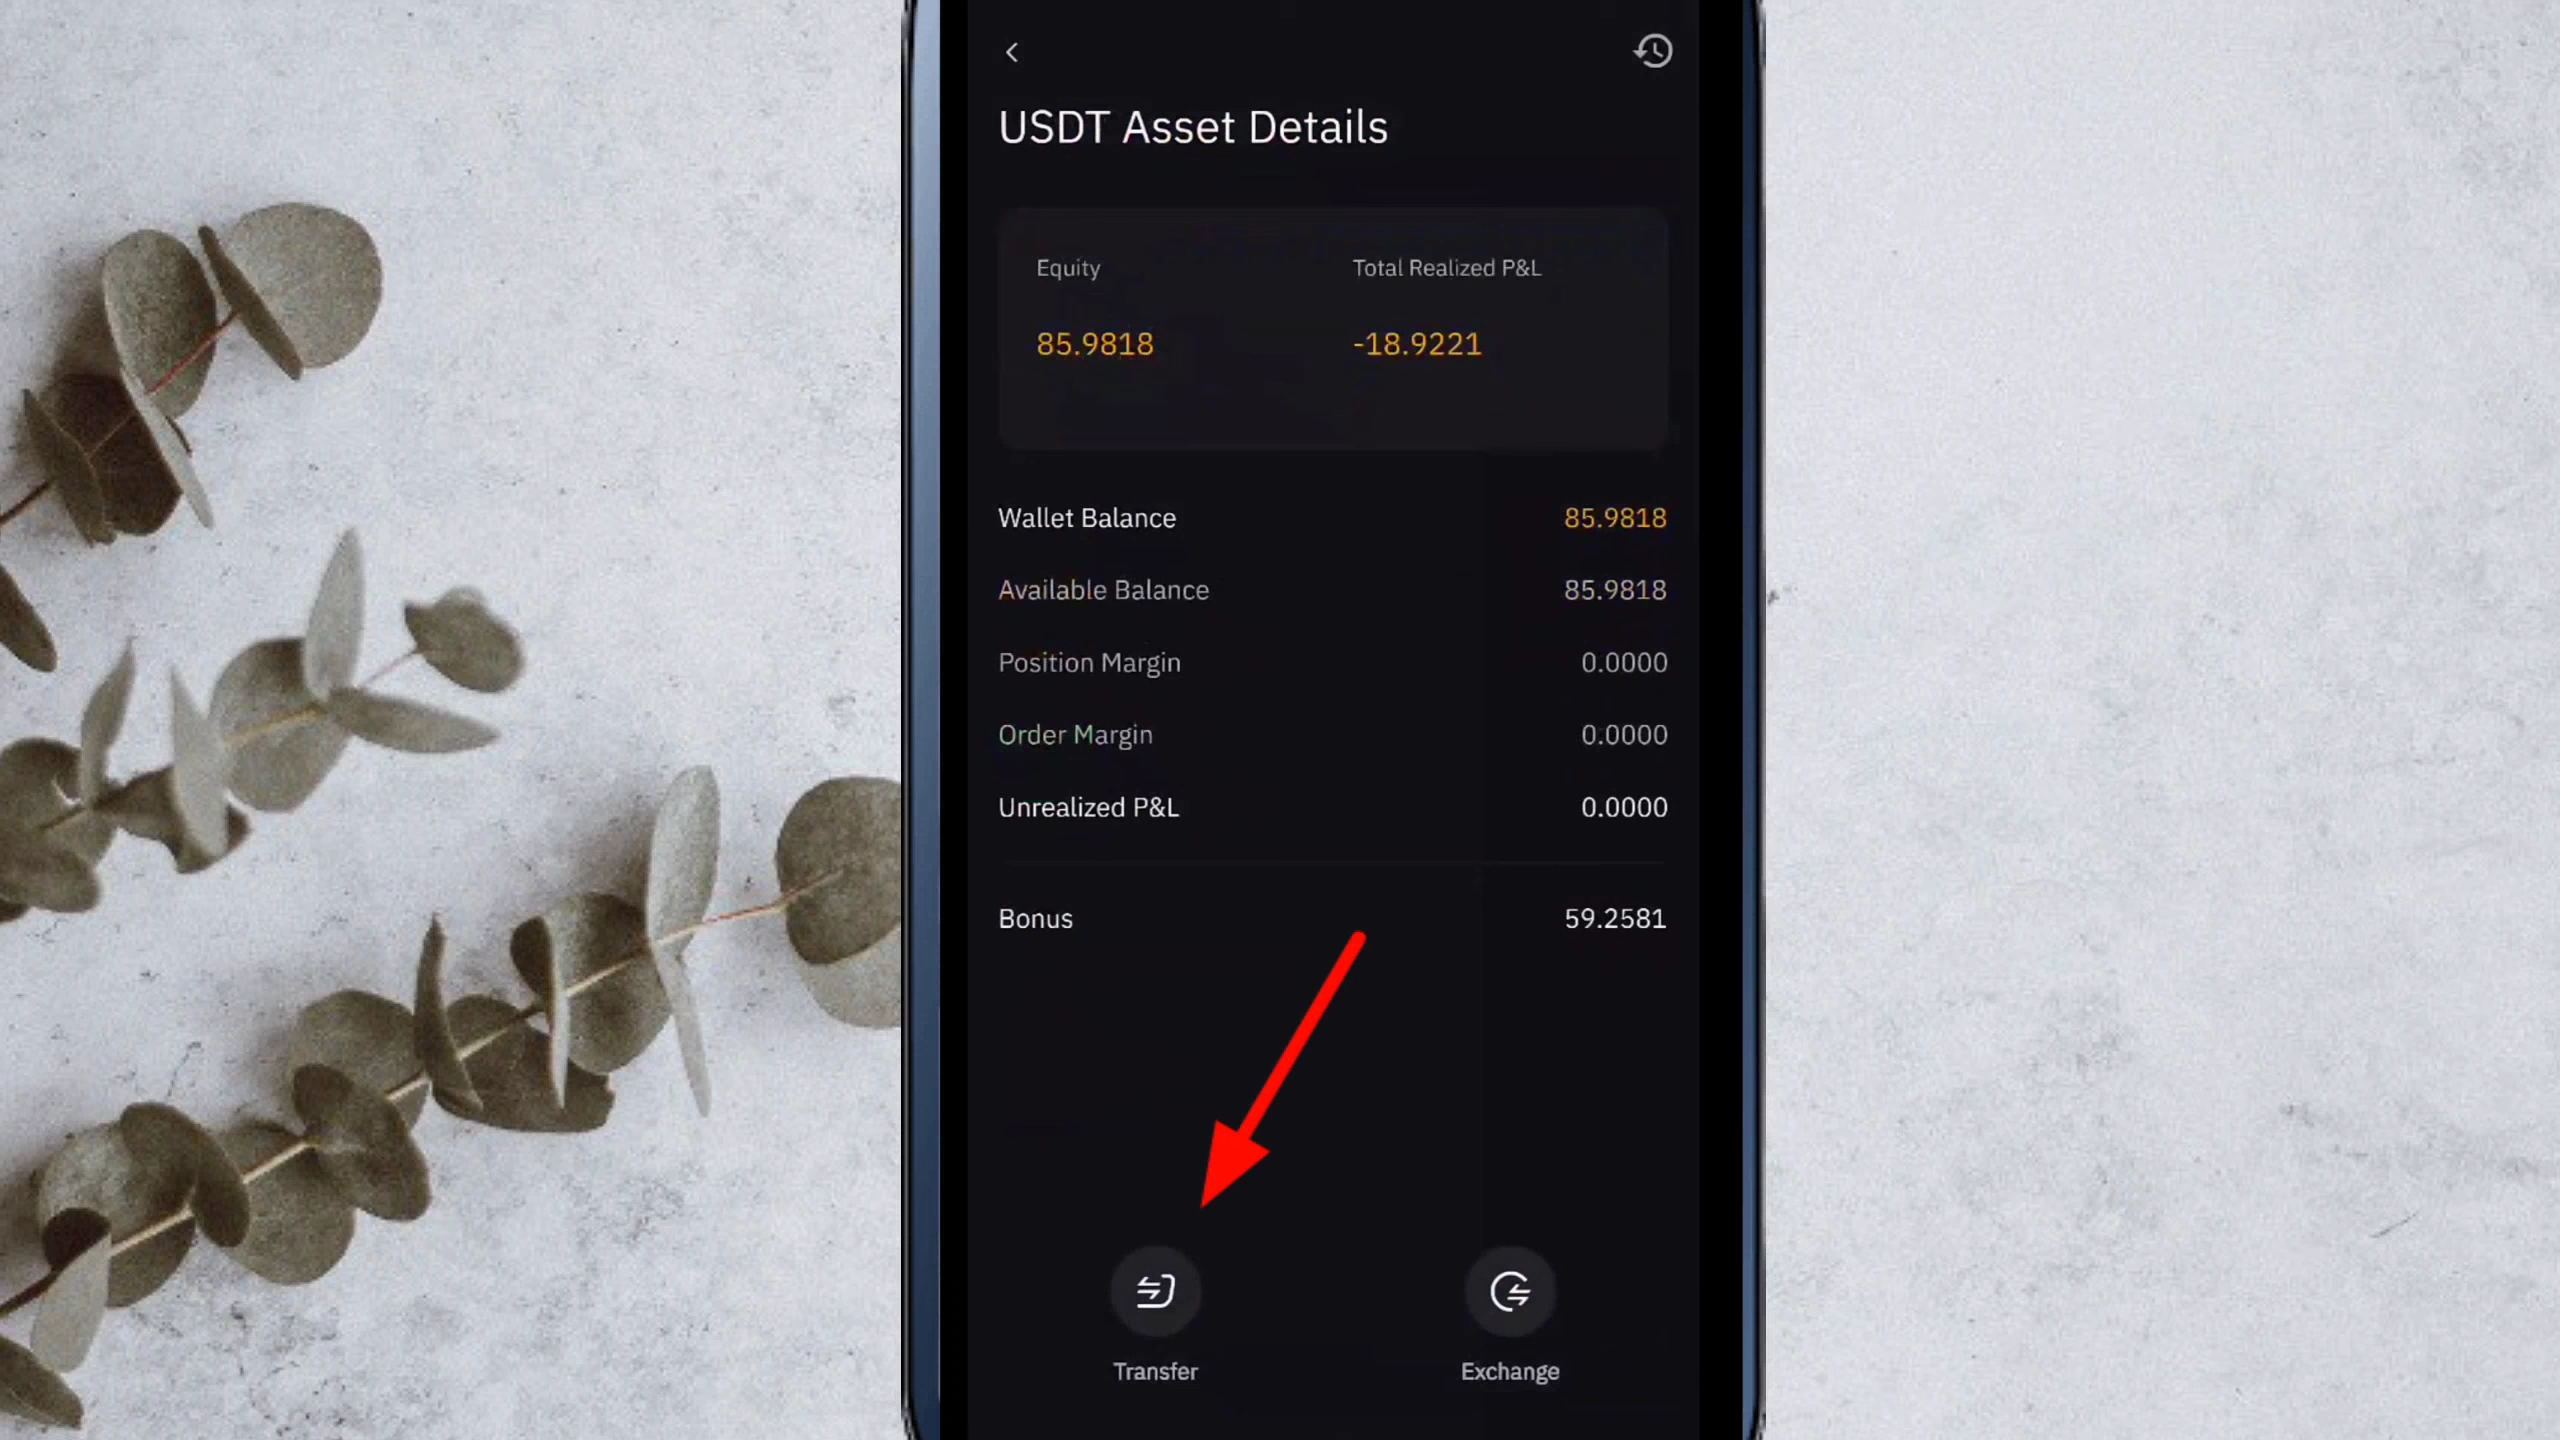 USDT Asset Details
Equity Total Realized P&L
85.9818 -18.9221
Wallet Balance 85.9818
Available Balance 85.9818
Position Margin 0.0000
Order Margin 0.0000
Unrealized P&L 0.0000
Bonus 59.2581
Transfer Exchange